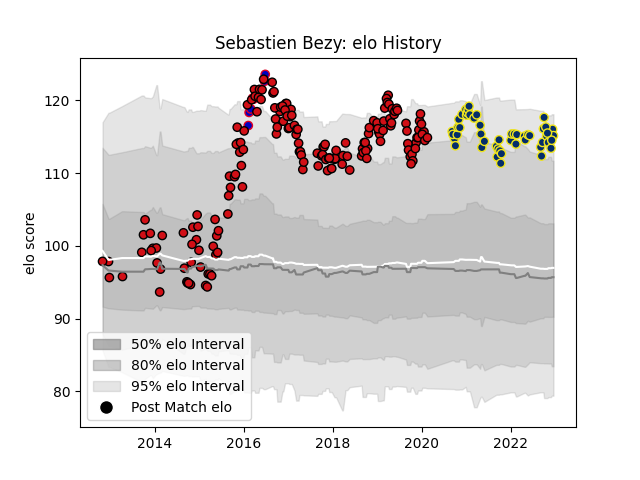 Sebastien Bezy: elo History
elo score
120
110
100
90
80
50% elo Interval
80% elo Interval
95% elo Interval
Post Match elo
2014
2016
2018
2020
2022